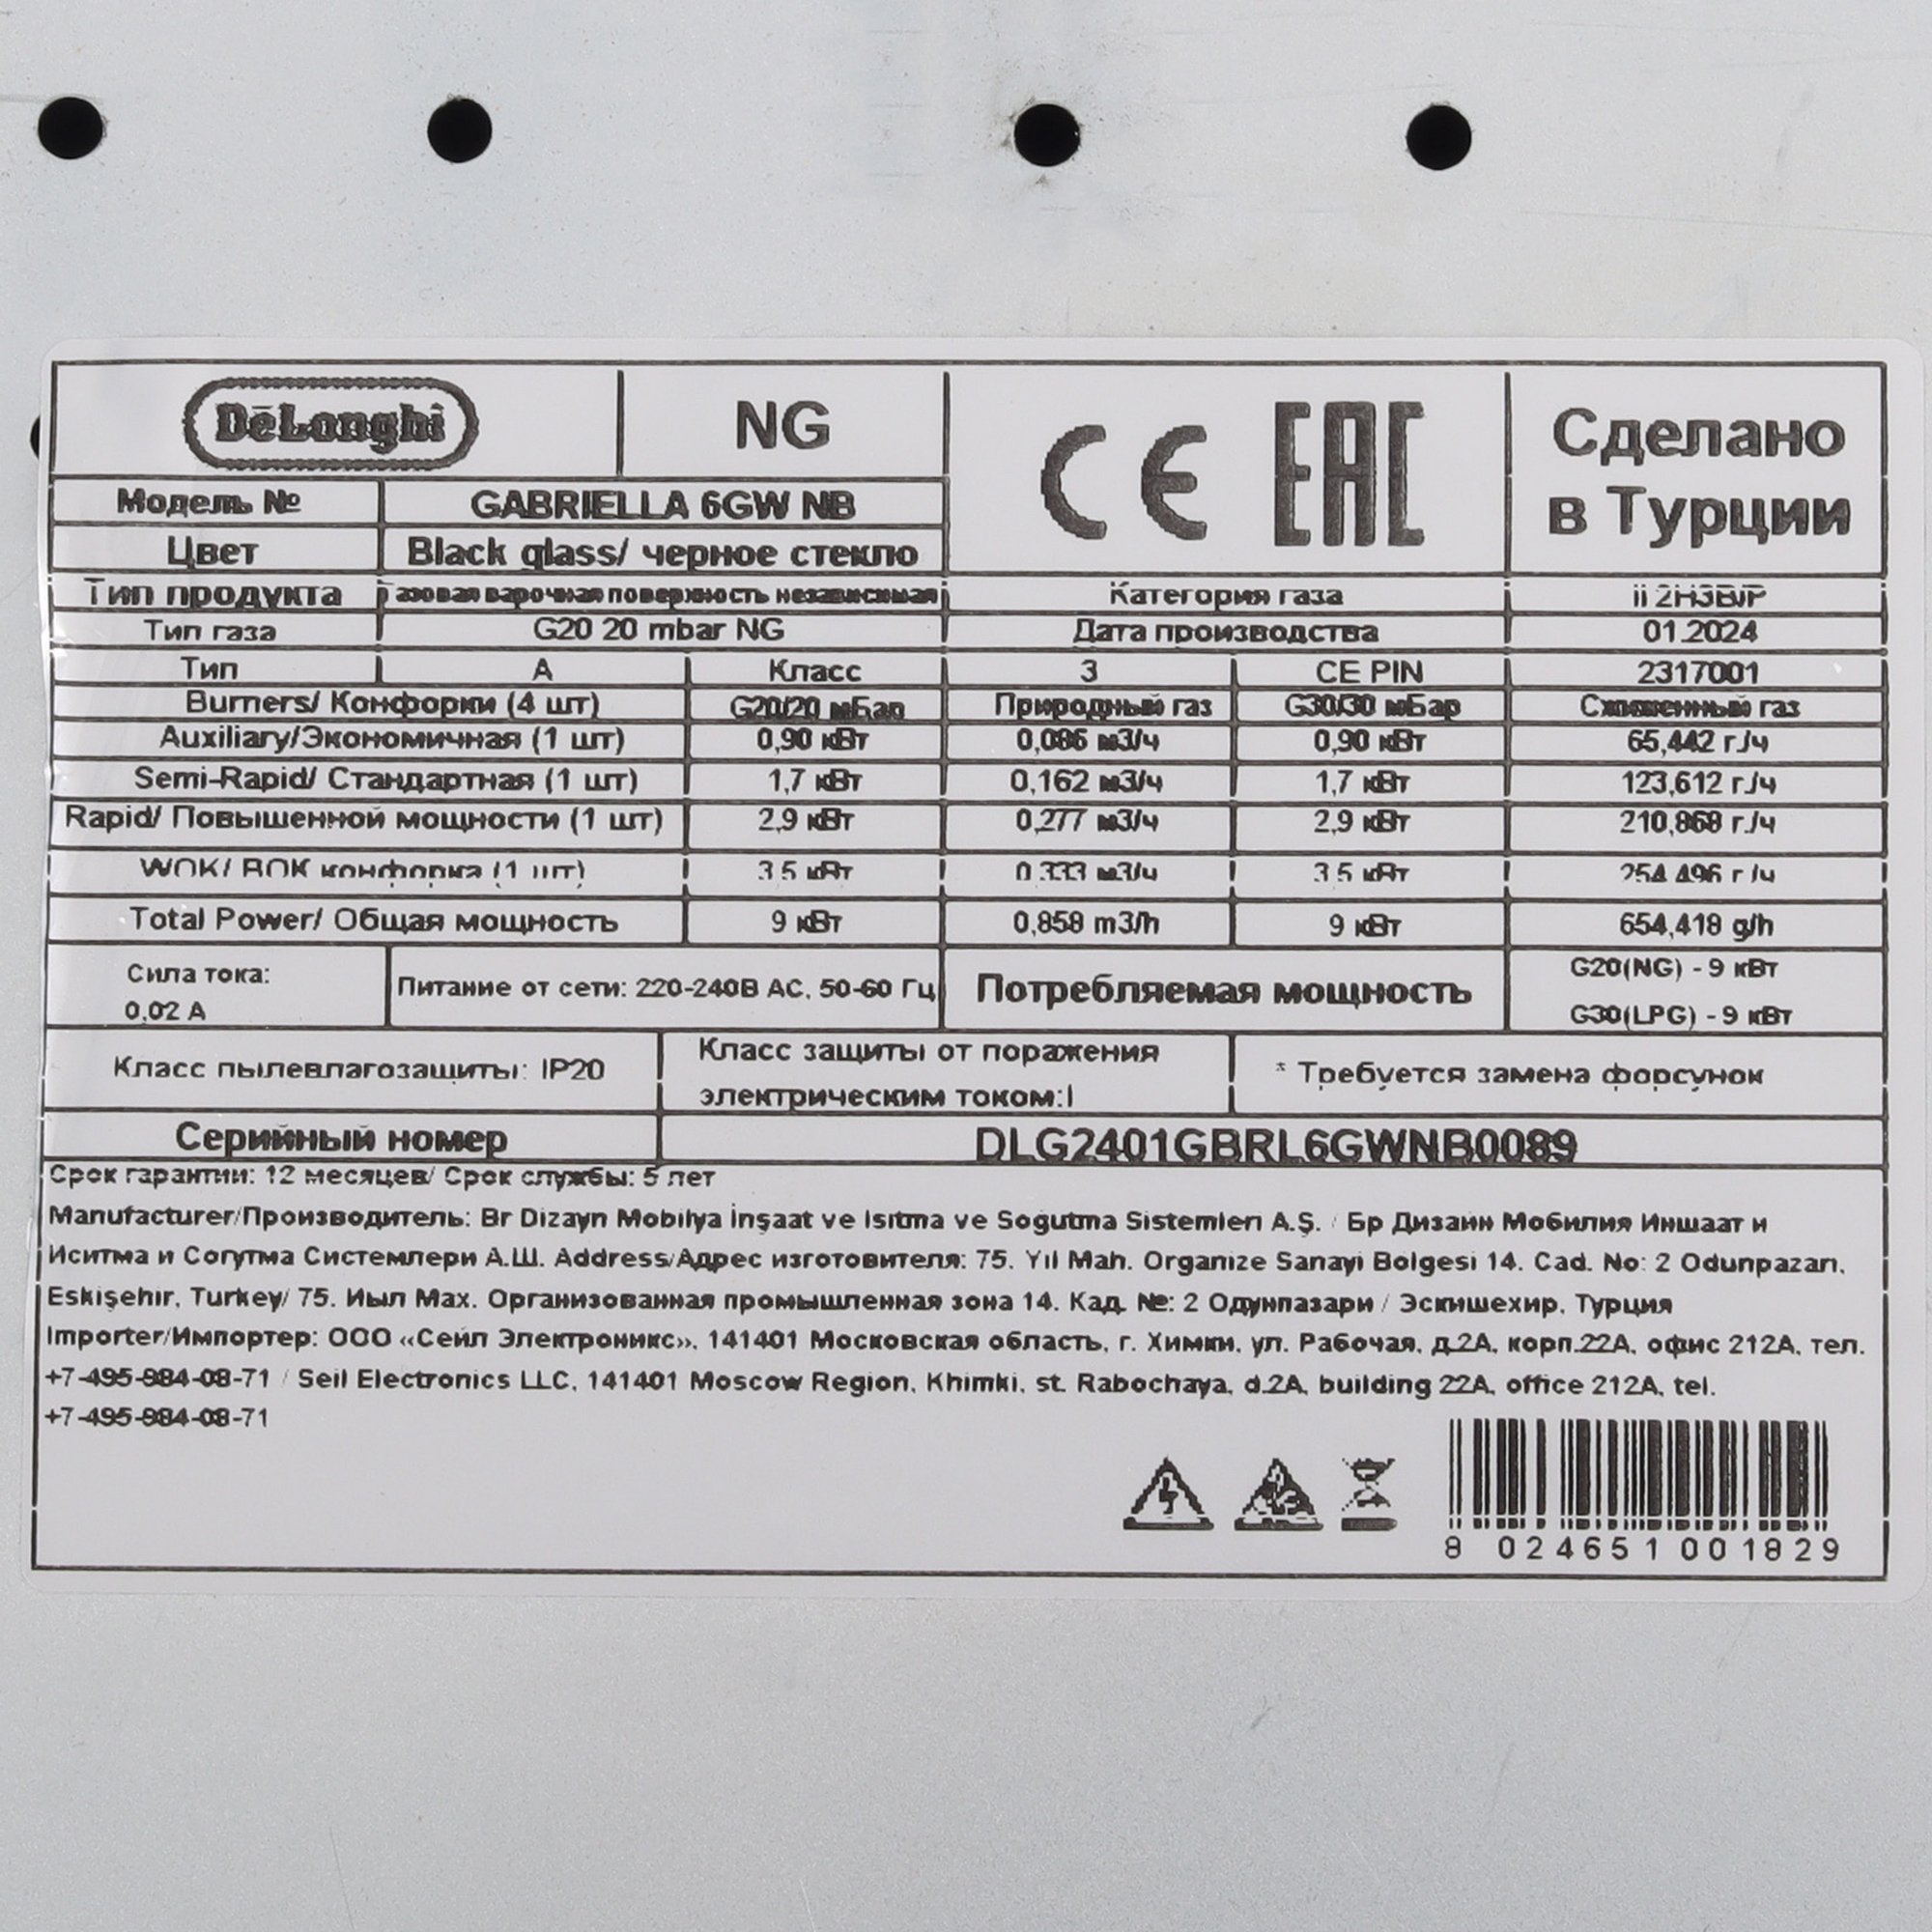 DeLonghi NG CE EAC Сделано
в Турции
Модель № GABRIELLA 6GW NB
Цвет Black glass/ черное стекло
Тип продукта Газовая варочная поверхность независимая Категория газа ii 2H3B/P
Тип газа G20 20 mbar NG Дата производства 01.2024
Тип A Класс 3 CE PIN 2317001
Burners/ Конфорки (4 шт) G20/20 мБар Природный газ G30/30 мБар Сжиженный газ
Auxiliary/Экономичная (1 шт) 0,90 кВт 0,086 м3/ч 0,90 кВт 65,442 г./ч
Semi-Rapid/ Стандартная (1 шт) 1,7 кВт 0,162 м3/ч 1,7 кВт 123,612 г./ч
Rapid/ Повышенной мощности (1 шт) 2,9 кВт 0,277 м3/ч 2,9 кВт 210,868 г./ч
WOK/ ВОК конфорка (1 шт) 3,5 кВт 0,333 м3/ч 3,5 кВт 254,496 г./ч
Total Power/ Общая мощность 9 кВт 0,858 m3/h 9 кВт 654,418 g/h
Сила тока:
0,02 А
Питание от сети: 220-240В АС, 50-60 Гц Потребляемая мощность G20(NG) - 9 кВт
G30(LPG) - 9 кВт
Класс пылевлагозащиты: IP20 Класс защиты от поражения
электрическим током:I
* Требуется замена форсунок
Серийный номер DLG2401GBRL6GWNB0089
Срок гарантии: 12 месяцев/ Срок службы: 5 лет
Manufacturer/Производитель: Br Dizayn Mobilya İnşaat ve Isıtma ve Sogutma Sistemleri A.Ş. / Бр Дизайн Мобилия Иншаат и
Иситма и Согутма Системлери А.Ш. Address/Адрес изготовителя: 75. Yıl Mah. Organize Sanayi Bolgesi 14. Cad. No: 2 Odunpazarı,
Eskişehir, Turkey/ 75. Йыл Мах. Организованная промышленная зона 14. Кад. №: 2 Одунпазари / Эскишехир, Турция
Importer/Импортер: ООО «Сейл Электроникс», 141401 Московская область, г. Химки, ул. Рабочая, д.2А, корп.22А, офис 212А, тел.
+7-495-984-08-71 / Seil Electronics LLC, 141401 Moscow Region, Khimki, st. Rabochaya, d.2A, building 22A, office 212A, tel.
+7-495-984-08-71
8 024651 001829